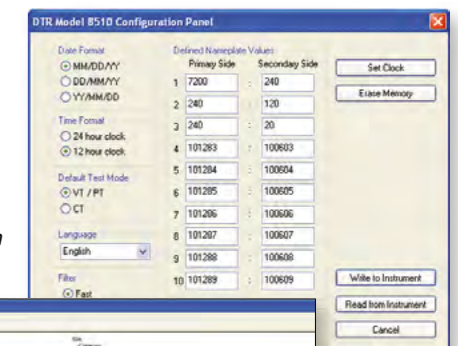 DTR Model 8510 Configuration Panel
Date Format
MM/DD/YY
DD/MM/YY
YY/MM/DD
Time Format
24 hour clock
12 hour clock
Default Test Mode
VT / PT
CT
Language
English
Filter
Fast
Defined Nameplate Values
Primary Side Secondary Side
1 7200 : 240
2 240 : 120
3 240 : 20
4 101283 : 100603
5 101284 : 100604
6 101285 : 100605
7 101286 : 100606
8 101287 : 100607
9 101288 : 100608
10 101289 : 100609
Set Clock
Erase Memory
Write to Instrument
Read from Instrument
Cancel